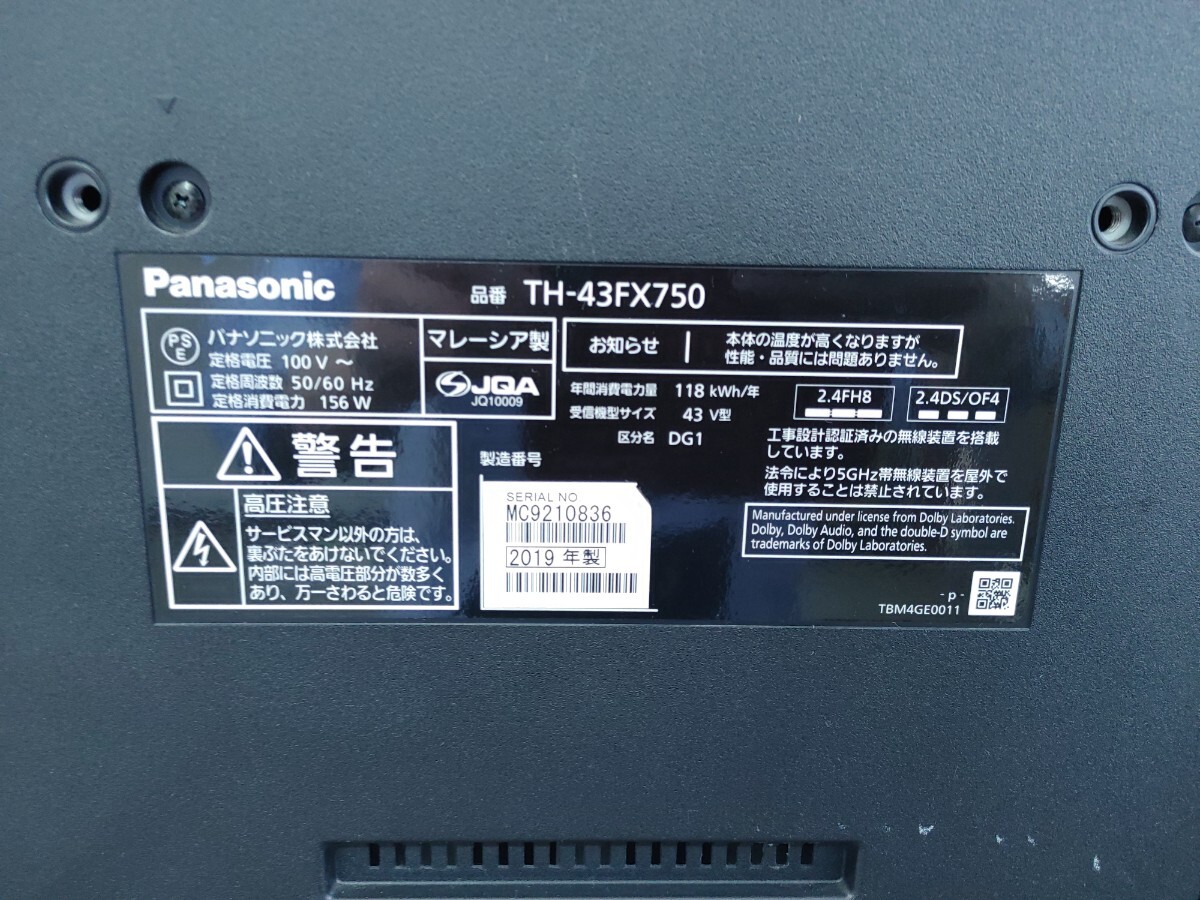 Panasonic
品番 TH-43FX750
PS
E
パナソニック株式会社
定格電圧 100 V ～
定格周波数 50/60 Hz
定格消費電力 156 W
マレーシア製
JQA
JQ10009
お知らせ
本体の温度が高くなりますが
性能・品質には問題ありません。
年間消費電力量 118 kWh/年
受信機型サイズ 43 V型
区分名 DG1
2.4FH8
2.4DS/OF4
工事設計認証済みの無線装置を搭載
しています。
法令により5GHz帯無線装置を屋外で
使用することは禁止されています。
警告
高圧注意
サービスマン以外の方は、
裏ぶたをあけないでください。
内部には高電圧部分が数多く
あり、万一さわると危険です。
製造番号
SERIAL NO
MC9210836
2019 年製
Manufactured under license from Dolby Laboratories.
Dolby, Dolby Audio, and the double-D symbol are
trademarks of Dolby Laboratories.
- p -
TBM4GE0011